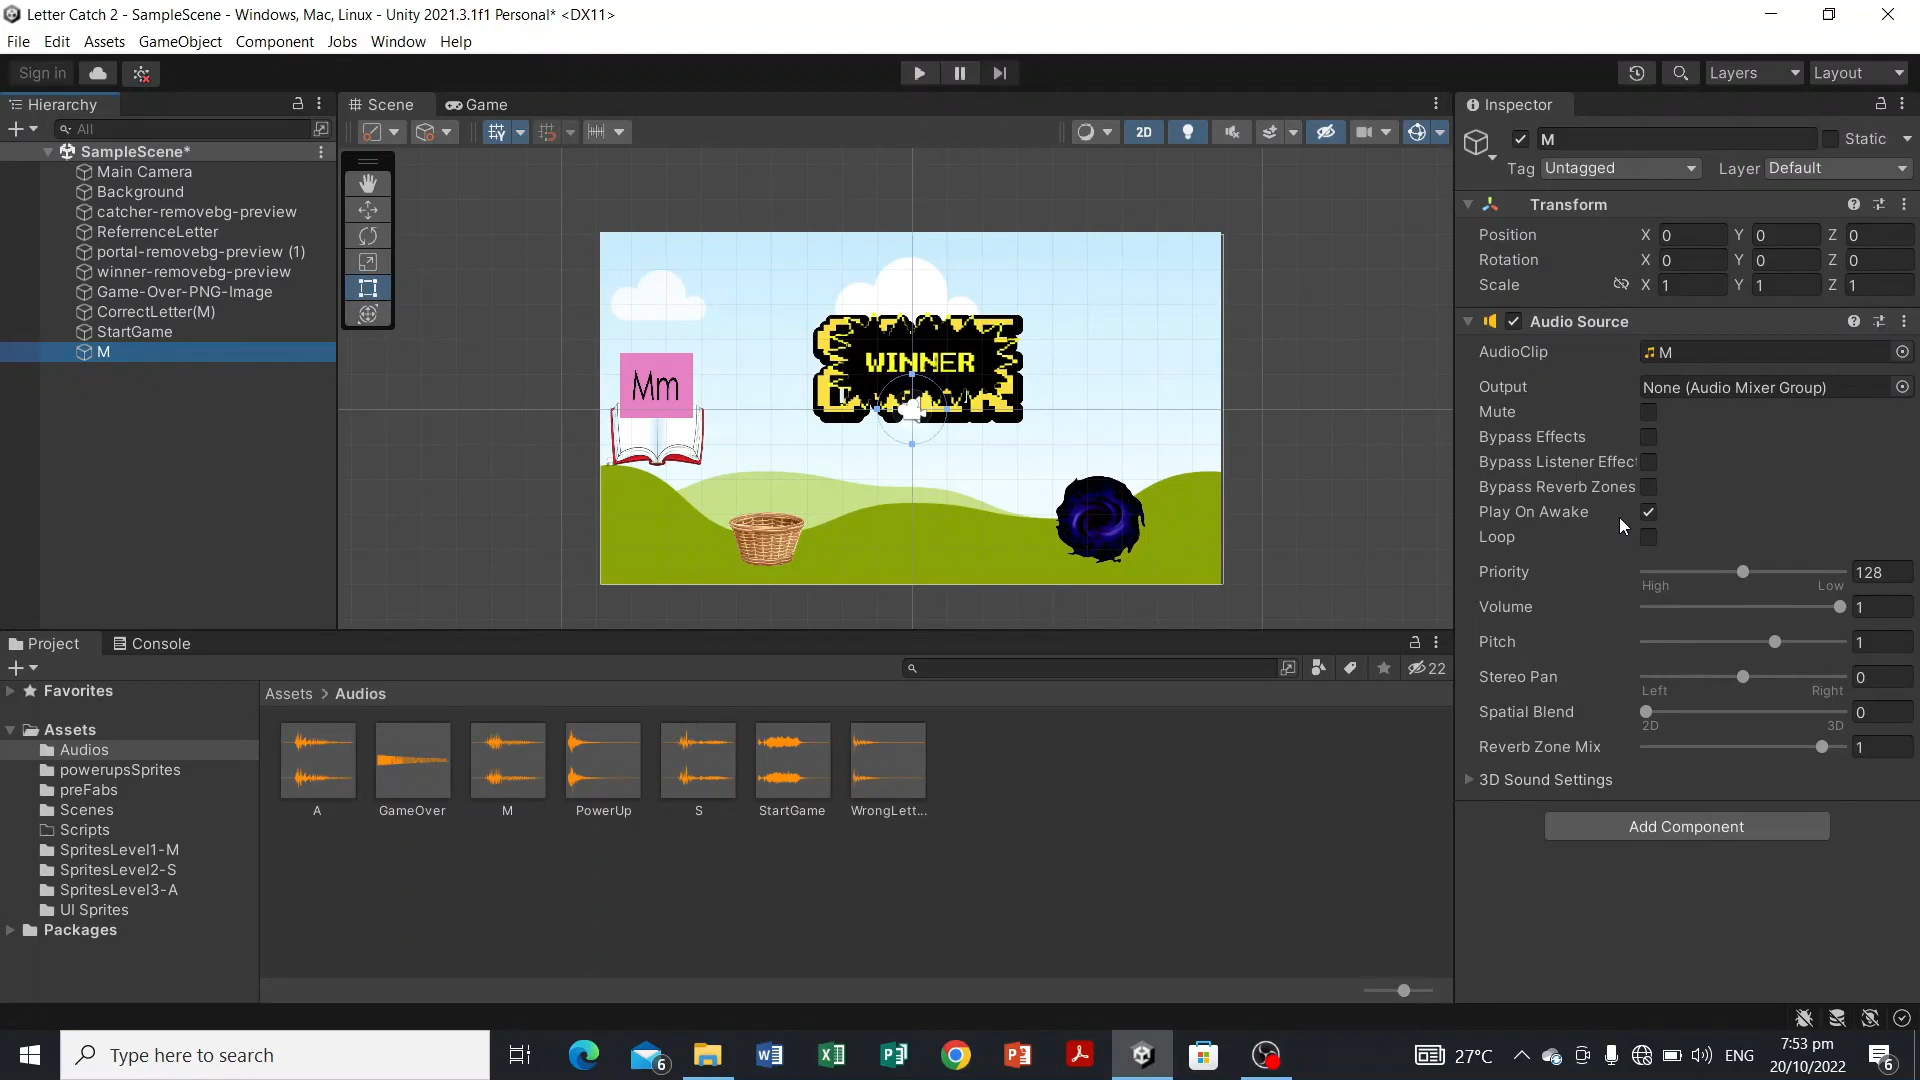 Letter Catch 2 - SampleScene - Windows, Mac, Linux - Unity 2021.3.1f1 Personal* <DX11>
File Edit Assets GameObject Component Jobs Window Help
Sign in
Layers
Layout
Hierarchy
All
SampleScene*
Main Camera
Background
catcher-removebg-preview
ReferrenceLetter
portal-removebg-preview (1)
winner-removebg-preview
Game-Over-PNG-Image
CorrectLetter(M)
StartGame
M
Scene
Game
2D
WINNER
Mm
Inspector
M
Static
Tag Untagged Layer Default
Transform
Position X 0 Y 0 Z 0
Rotation X 0 Y 0 Z 0
Scale X 1 Y 1 Z 1
Audio Source
AudioClip M
Output None (Audio Mixer Group)
Mute
Bypass Effects
Bypass Listener Effect
Bypass Reverb Zones
Play On Awake
Loop
Priority 128
High Low
Volume 1
Pitch 1
Stereo Pan 0
Left Right
Spatial Blend 0
2D 3D
Reverb Zone Mix 1
3D Sound Settings
Add Component
Project
Console
22
Favorites
Assets
Audios
powerupsSprites
preFabs
Scenes
Scripts
SpritesLevel1-M
SpritesLevel2-S
SpritesLevel3-A
UI Sprites
Packages
Assets > Audios
A
GameOver
M
PowerUp
S
StartGame
WrongLett...
Type here to search
6
27°C
ENG
7:53 pm
20/10/2022
6